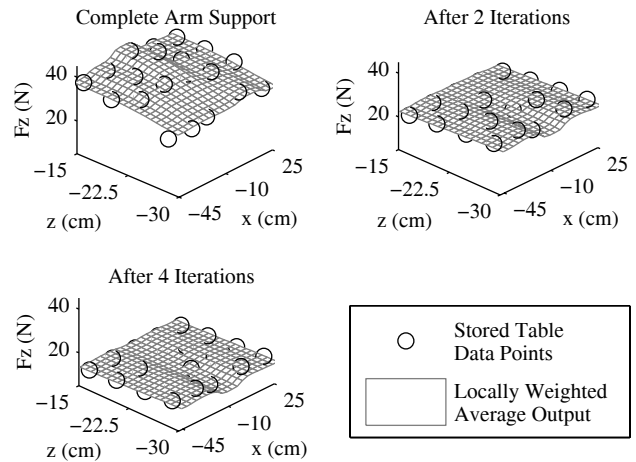 Complete Arm Support
40
20
Fz (N)
−15
−22.5
−30
z (cm)
25
−10
−45
x (cm)
After 2 Iterations
40
20
Fz (N)
−15
−22.5
−30
z (cm)
25
−10
−45
x (cm)
After 4 Iterations
40
20
Fz (N)
−15
−22.5
−30
z (cm)
25
−10
−45
x (cm)
Stored Table
Data Points
Locally Weighted
Average Output